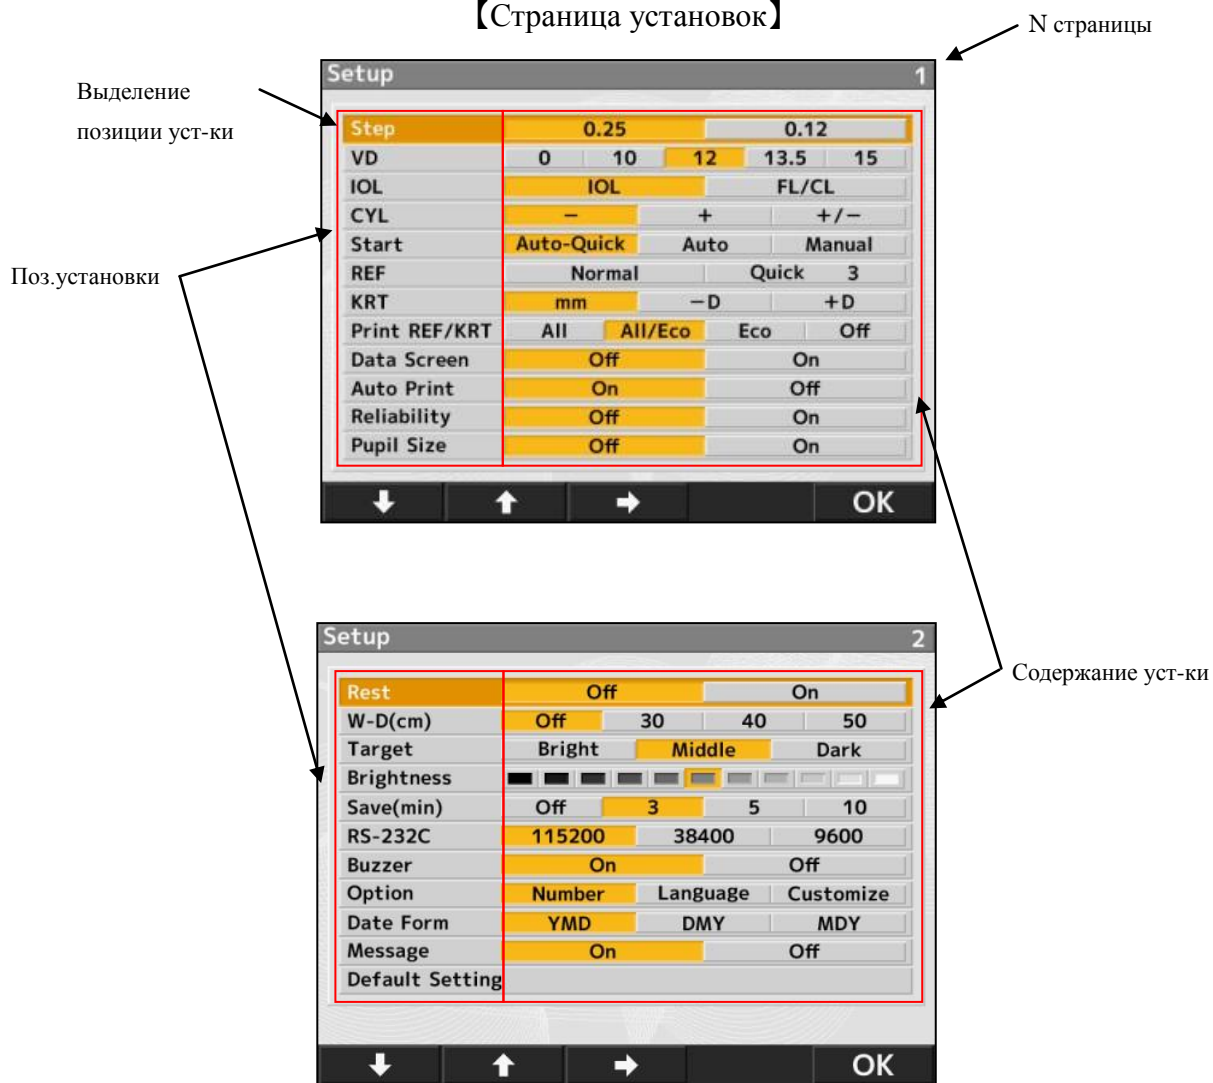 【Страница установок】
N страницы
Setup 1
Выделение
позиции уст-ки
Step 0.25 0.12
VD 0 10 12 13.5 15
IOL IOL FL/CL
CYL − + +/−
Start Auto-Quick Auto Manual
REF Normal Quick 3
Поз.установки
KRT mm −D +D
Print REF/KRT All All/Eco Eco Off
Data Screen Off On
Auto Print On Off
Reliability Off On
Pupil Size Off On
OK
Setup 2
Содержание уст-ки
Rest Off On
W-D(cm) Off 30 40 50
Target Bright Middle Dark
Brightness
Save(min) Off 3 5 10
RS-232C 115200 38400 9600
Buzzer On Off
Option Number Language Customize
Date Form YMD DMY MDY
Message On Off
Default Setting
OK